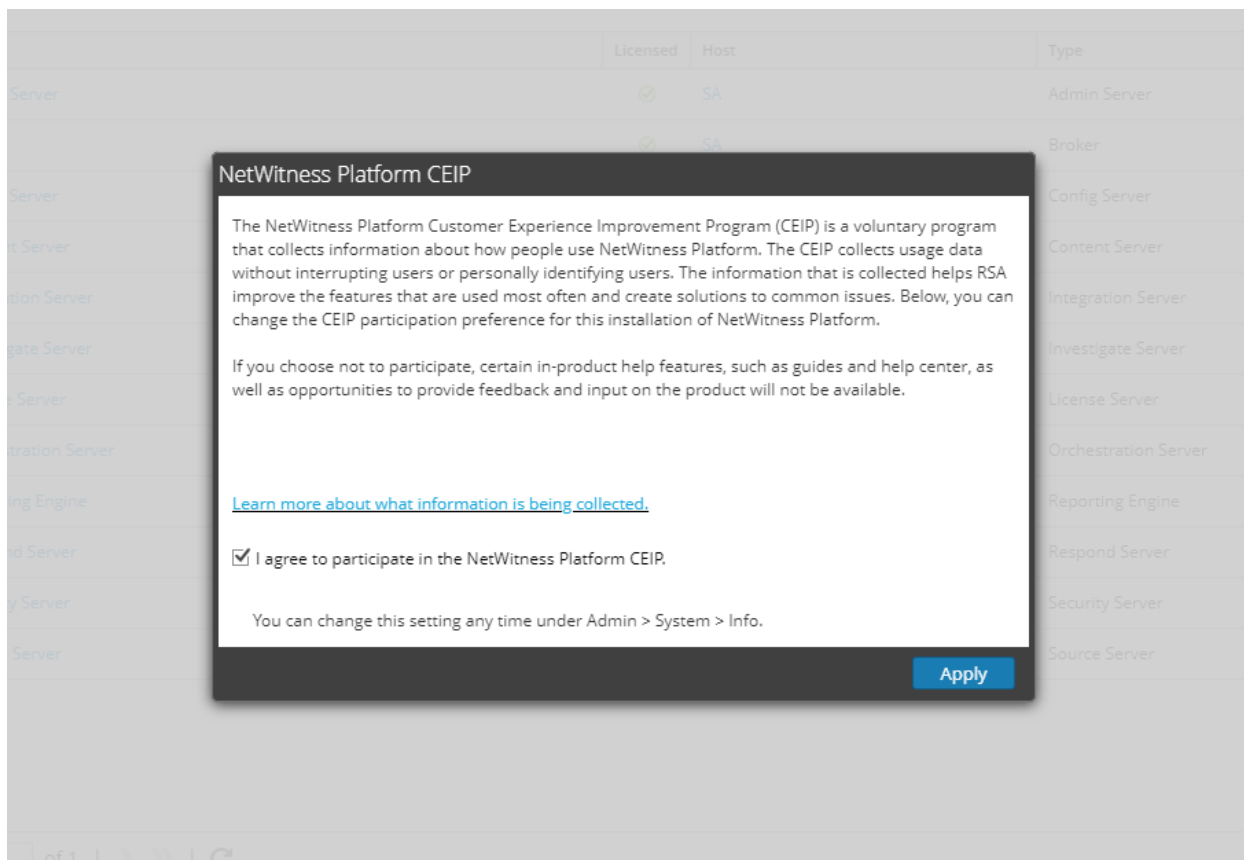 Licensed Host Type
Server SA Admin Server
SA Broker
Server Config Server
Server Content Server
Server Integration Server
Server Investigate Server
Server License Server
Server Orchestration Server
Engine Reporting Engine
Server Respond Server
Server Security Server
Server Source Server
NetWitness Platform CEIP
The NetWitness Platform Customer Experience Improvement Program (CEIP) is a voluntary program
that collects information about how people use NetWitness Platform. The CEIP collects usage data
without interrupting users or personally identifying users. The information that is collected helps RSA
improve the features that are used most often and create solutions to common issues. Below, you can
change the CEIP participation preference for this installation of NetWitness Platform.
If you choose not to participate, certain in-product help features, such as guides and help center, as
well as opportunities to provide feedback and input on the product will not be available.
Learn more about what information is being collected.
I agree to participate in the NetWitness Platform CEIP.
You can change this setting any time under Admin > System > Info.
Apply
of 1